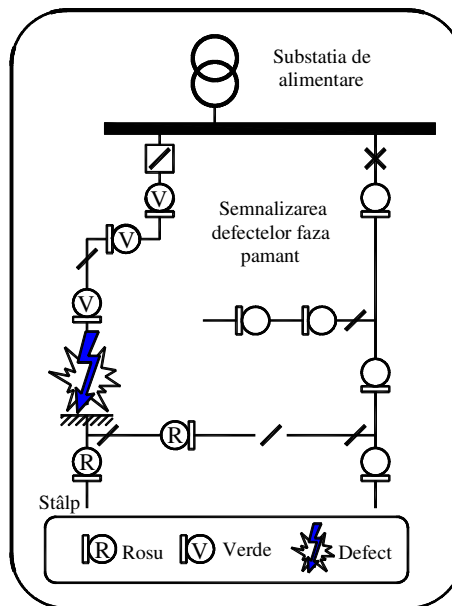 Substatia de
alimentare
V
Semnalizarea
defectelor faza
pamant
V
V
R
R
Stâlp
R Rosu V Verde Defect